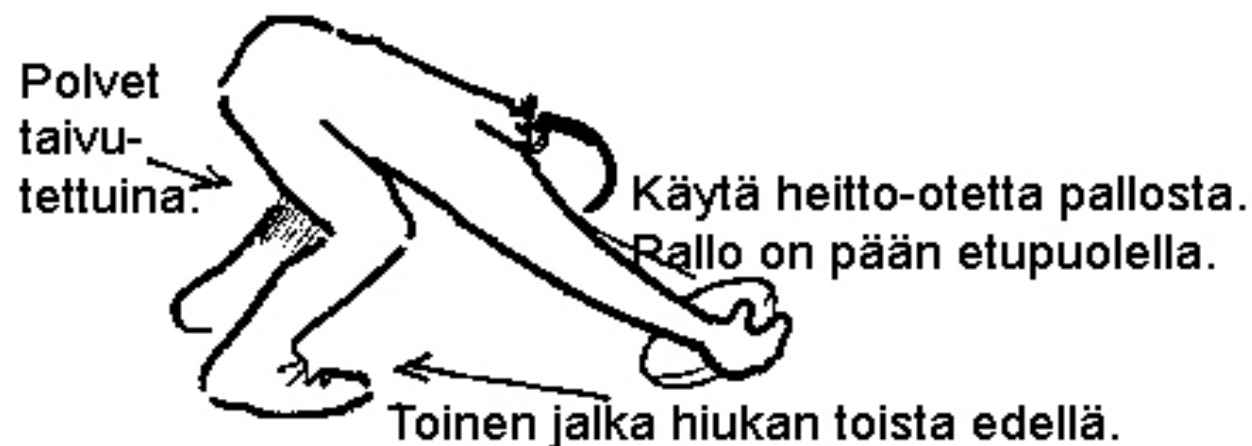 Polvet
taivu-
tettuina.
Käytä heitto-otetta pallosta.
Pallo on pään etupuolella.
Toinen jalka hiukan toista edellä.